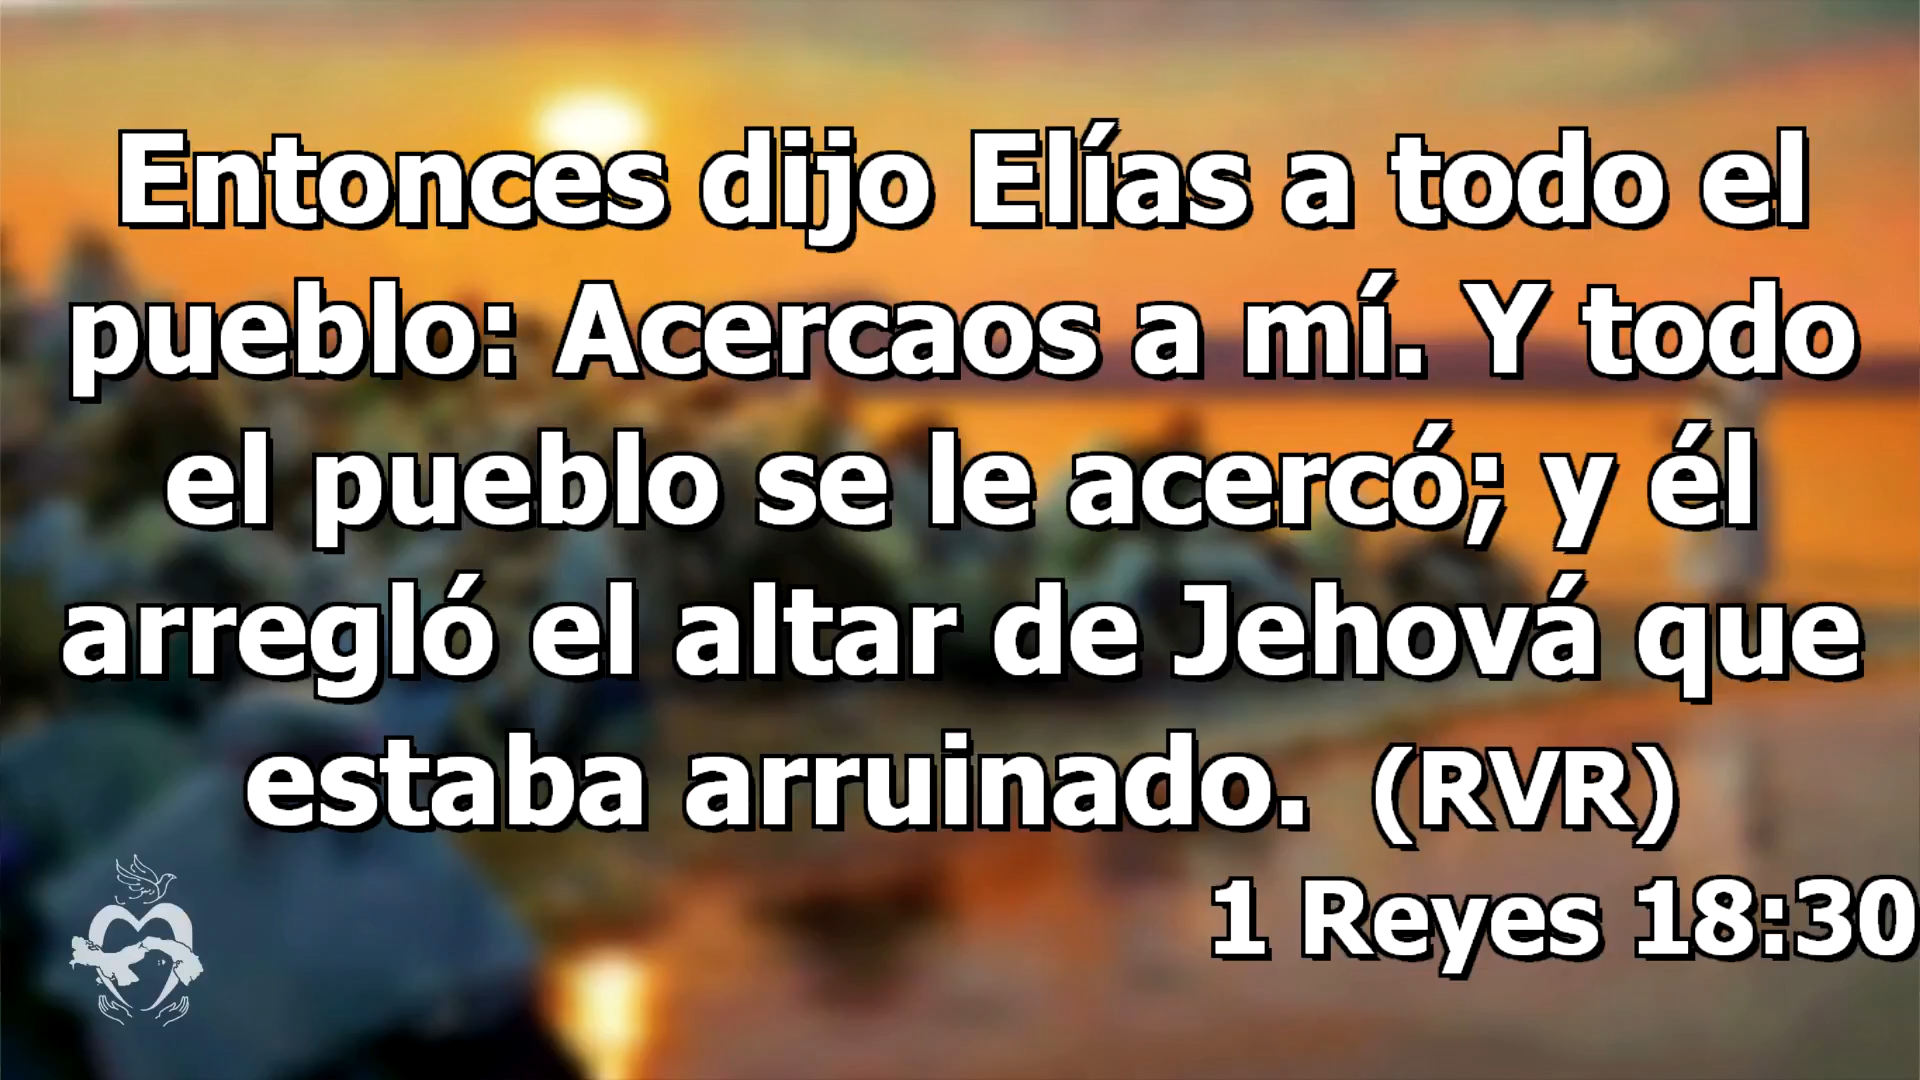 Entonces dijo Elías a todo el
pueblo: Acercaos a mí. Y todo
el pueblo se le acercó; y él
arregló el altar de Jehová que
estaba arruinado. (RVR)
1 Reyes 18:30